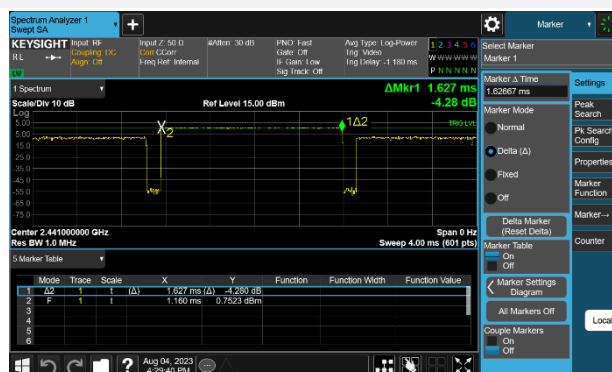 Spectrum Analyzer 1
Swept SA
Marker
KEYSIGHT
Input: RF
Coupling: DC
Align: Off
Input Z: 50 Ω
Corr CCorr
Freq Ref: Internal
#Atten: 30 dB
PNO: Fast
Gate: Off
IF Gain: Low
Sig Track: Off
Avg Type: Log-Power
Trig: Video
Trig Delay: -1.180 ms
1 2 3 4 5 6
W W W W W W
P N N N N N
RL
LV
Select Marker
Marker 1
1 Spectrum
Scale/Div 10 dB
Ref Level 15.00 dBm
ΔMkr1 1.627 ms
-4.28 dB
Log
5.00
-5.00
-15.0
-25.0
-35.0
-45.0
-55.0
-65.0
-75.0
X2
1Δ2
TRIG LVL
Center 2.441000000 GHz
Res BW 1.0 MHz
Span 0 Hz
Sweep 4.00 ms (601 pts)
5 Marker Table
Mode Trace Scale X Y Function Function Width Function Value
1 Δ2 1 t (Δ) 1.627 ms (Δ) -4.280 dB
2 F 1 t 1.160 ms 0.7523 dBm
3
4
5
6
Marker Δ Time
1.62667 ms
Marker Mode
Normal
Delta (Δ)
Fixed
Off
Delta Marker
(Reset Delta)
Marker Table
On
Off
Marker Settings
Diagram
All Markers Off
Couple Markers
On
Off
Settings
Peak
Search
Pk Search
Config
Properties
Marker
Function
Marker→
Counter
Local
Aug 04, 2023
4:29:40 PM